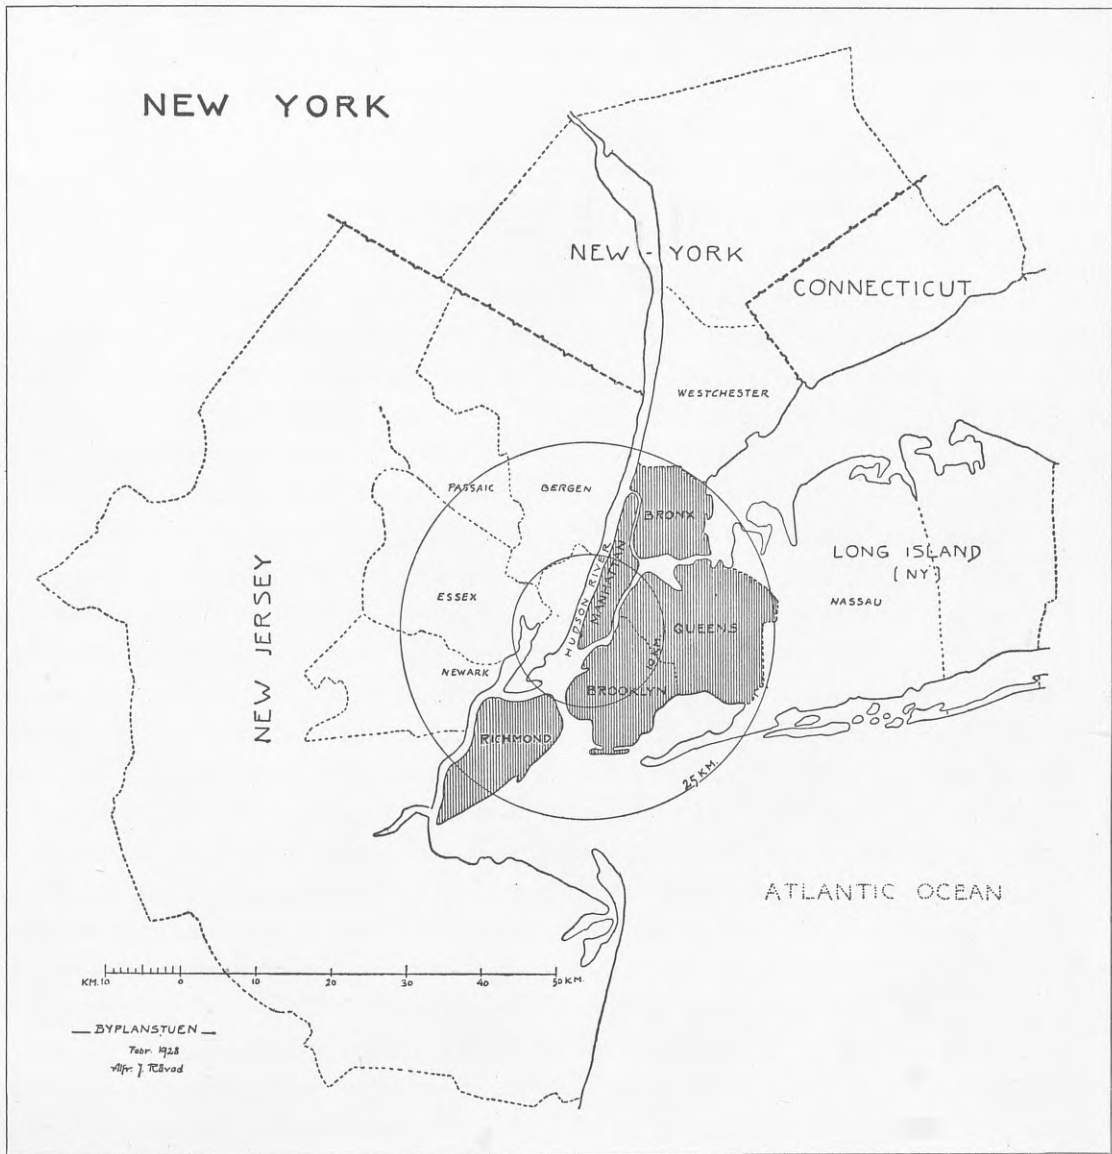 NEW YORK
NEW - YORK
CONNECTICUT
WESTCHESTER
PASSAIC
BERGEN
BRONX
LONG ISLAND
(NY:)
NASSAU
HUDSON RIVER
MANHATTAN
ESSEX
QUEENS
10 KM.
NEW JERSEY
NEWARK
BROOKLYN
RICHMOND
25 KM.
ATLANTIC OCEAN
KM. 10 0 10 20 30 40 50 KM.
BYPLANSTUEN
Febr. 1928
Alfr. J. Råvad